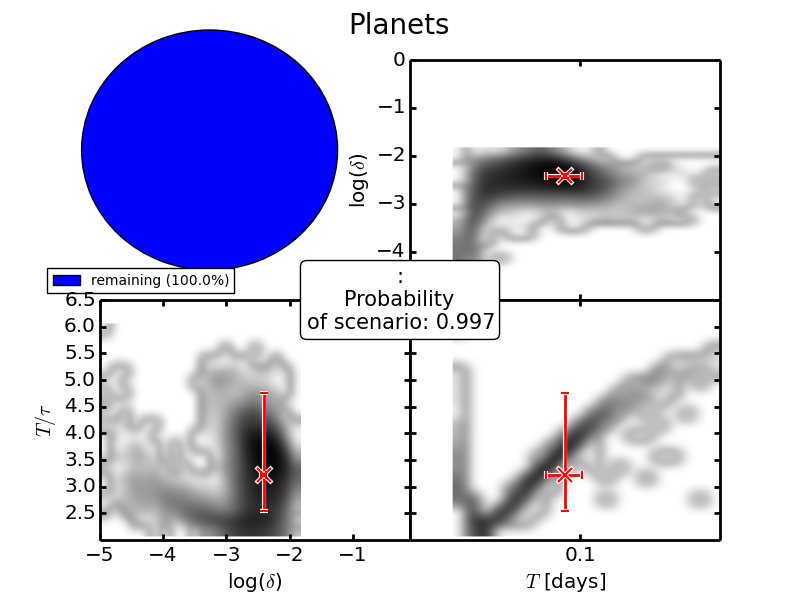 Planets
0
−1
−2
−3
−4
log(δ)
remaining (100.0%)
:
Probability
of scenario: 0.997
6.5
6.0
5.5
5.0
4.5
4.0
3.5
3.0
2.5
T/τ
−5 −4 −3 −2 −1
log(δ)
0.1
T [days]